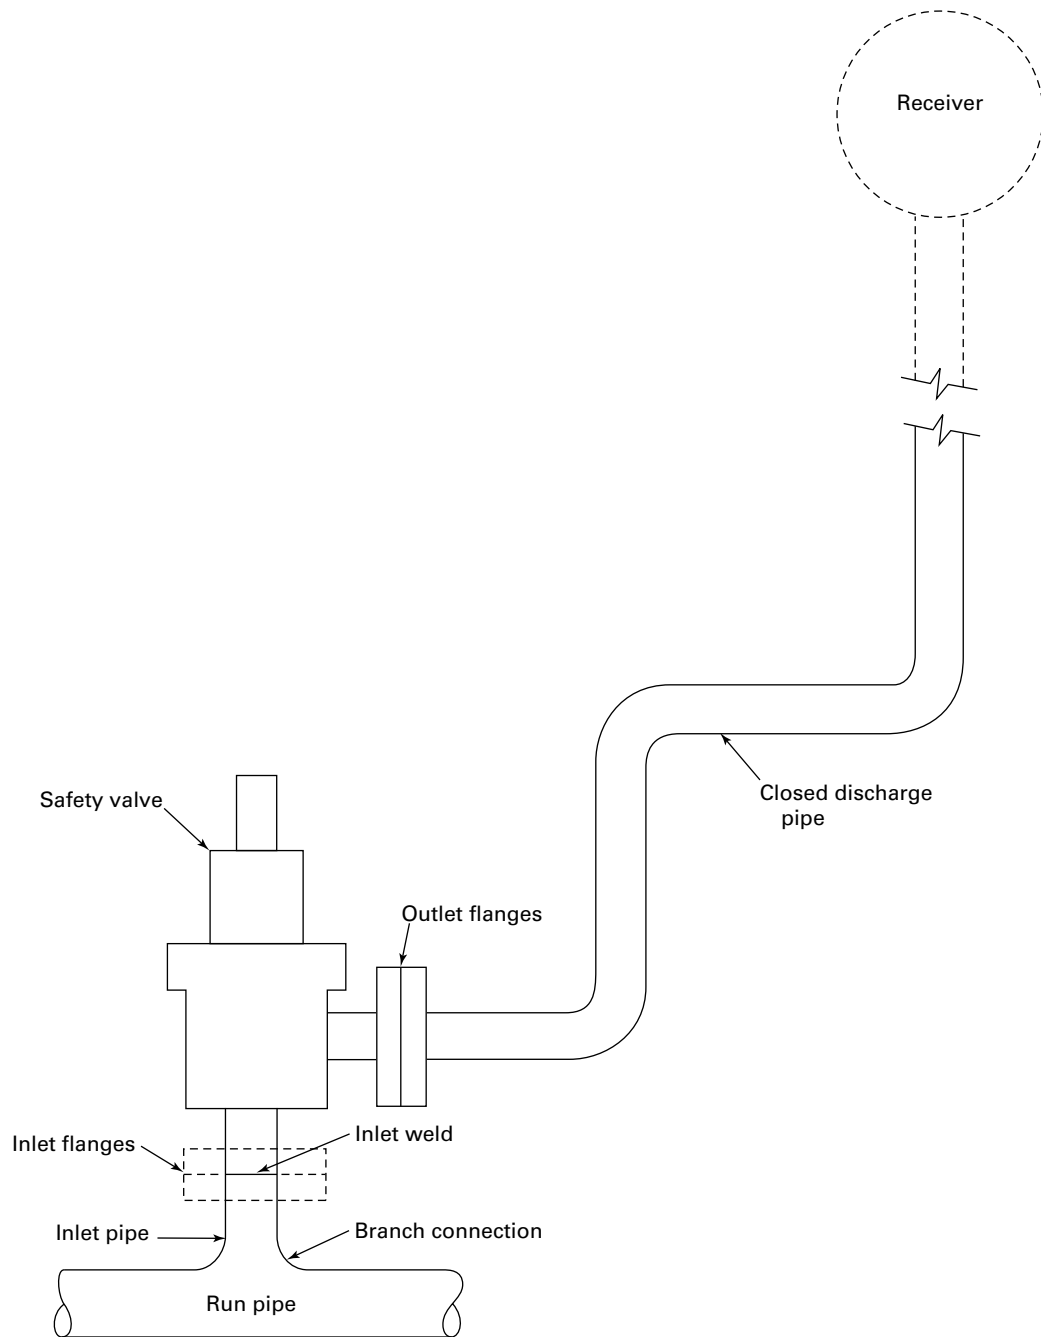 Receiver
Safety valve
Closed discharge
pipe
Outlet flanges
Inlet weld
Inlet flanges
Inlet pipe
Branch connection
Run pipe